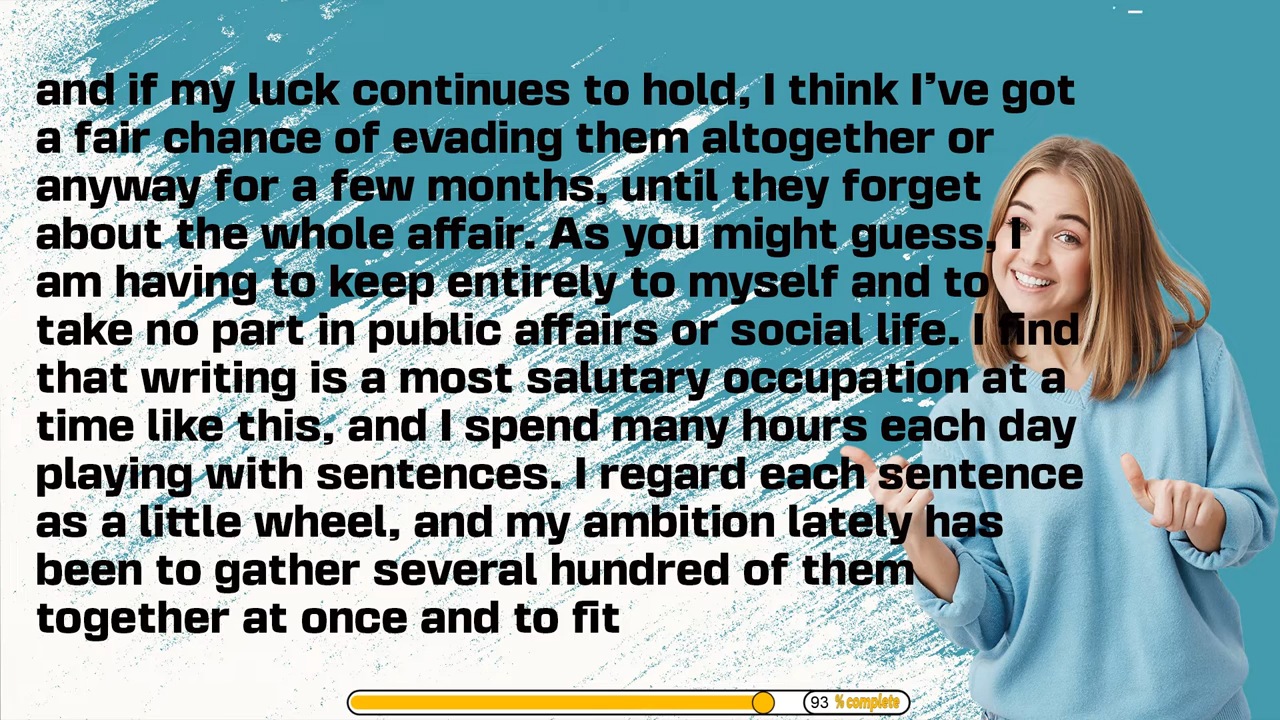 and if my luck continues to hold, I think I’ve got
a fair chance of evading them altogether or
anyway for a few months, until they forget
about the whole affair. As you might guess, I
am having to keep entirely to myself and to
take no part in public affairs or social life. I find
that writing is a most salutary occupation at a
time like this, and I spend many hours each day
playing with sentences. I regard each sentence
as a little wheel, and my ambition lately has
been to gather several hundred of them
together at once and to fit
93 % complete